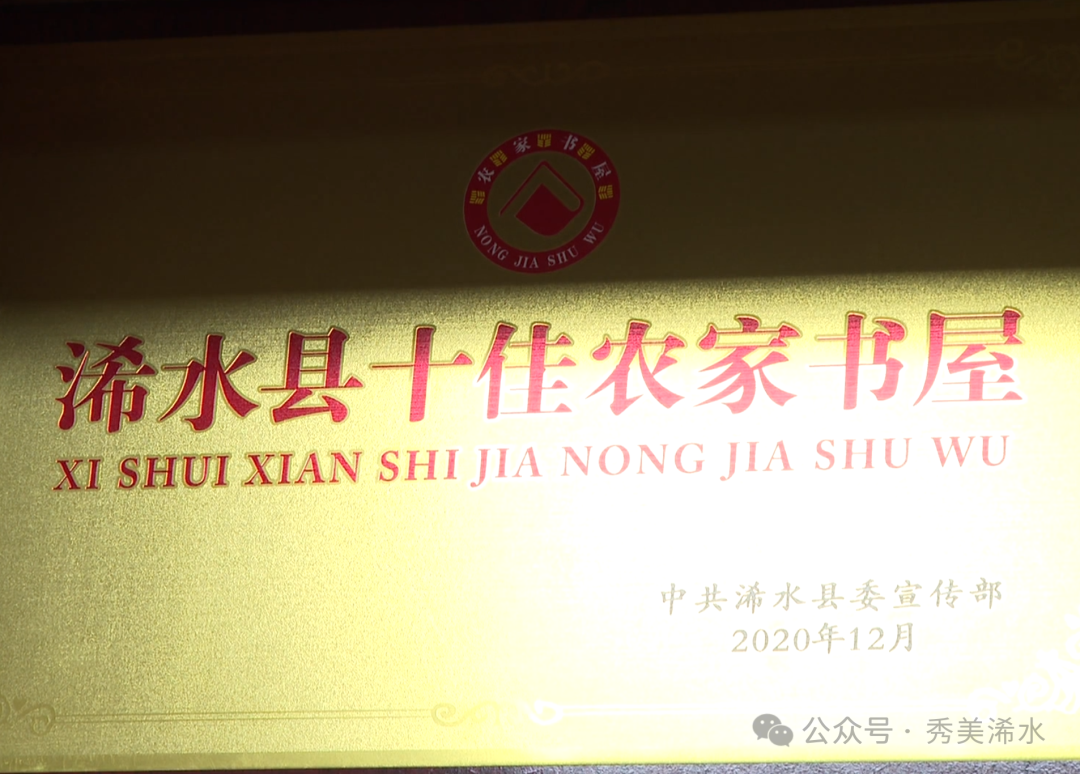 农家书屋
NONG JIA SHU WU
浠水县十佳农家书屋
XI SHUI XIAN SHI JIA NONG JIA SHU WU
中共浠水县委宣传部
2020年12月
公众号·秀美浠水